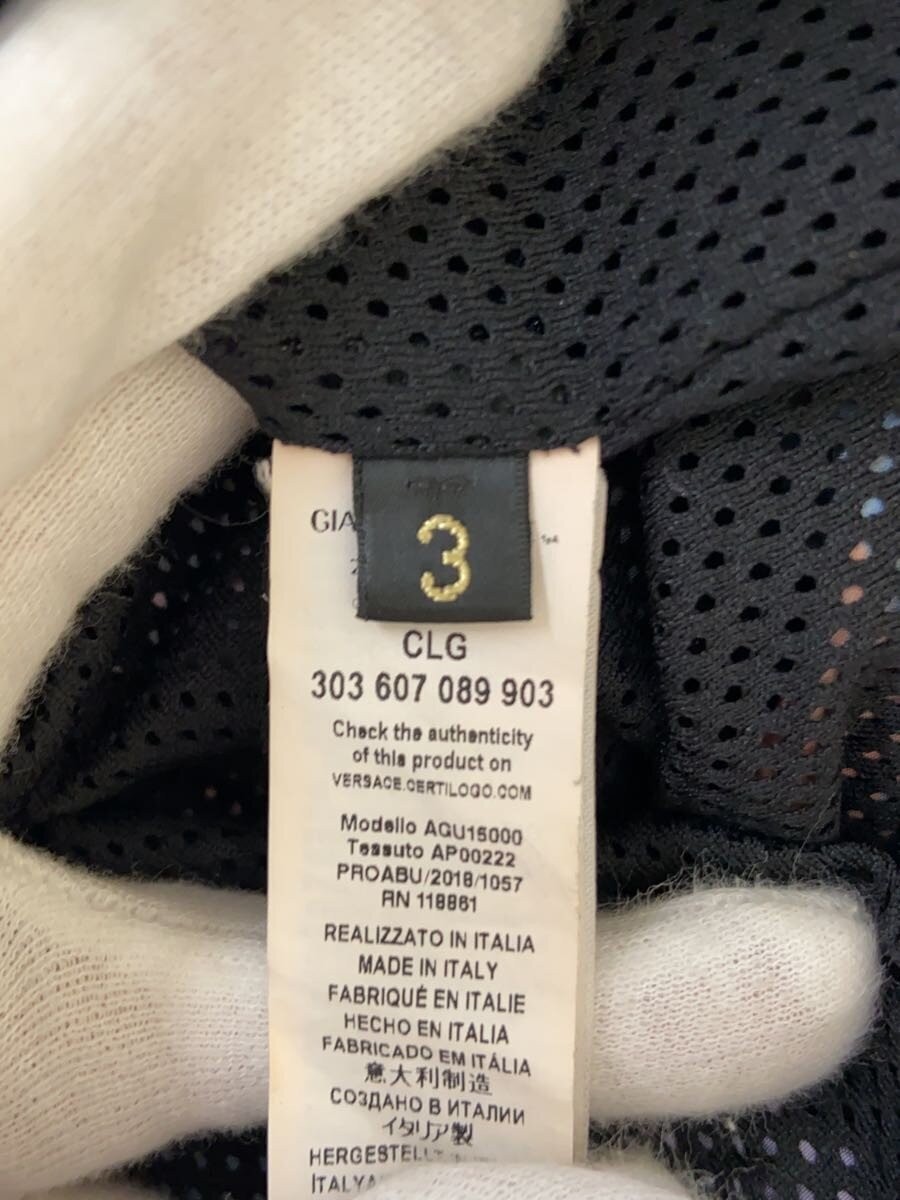 3
GIA
CLG
303 607 089 903
Check the authenticity
of this product on
VERSACE.CERTILOGO.COM
Modello AGU15000
Tessuto AP00222
PROABU/2018/1057
RN 118861
REALIZZATO IN ITALIA
MADE IN ITALY
FABRIQUÉ EN ITALIE
HECHO EN ITALIA
FABRICADO EM ITÁLIA
意大利制造
СОЗДАНО В ИТАЛИИ
イタリア製
HERGESTELLT
ITALYA